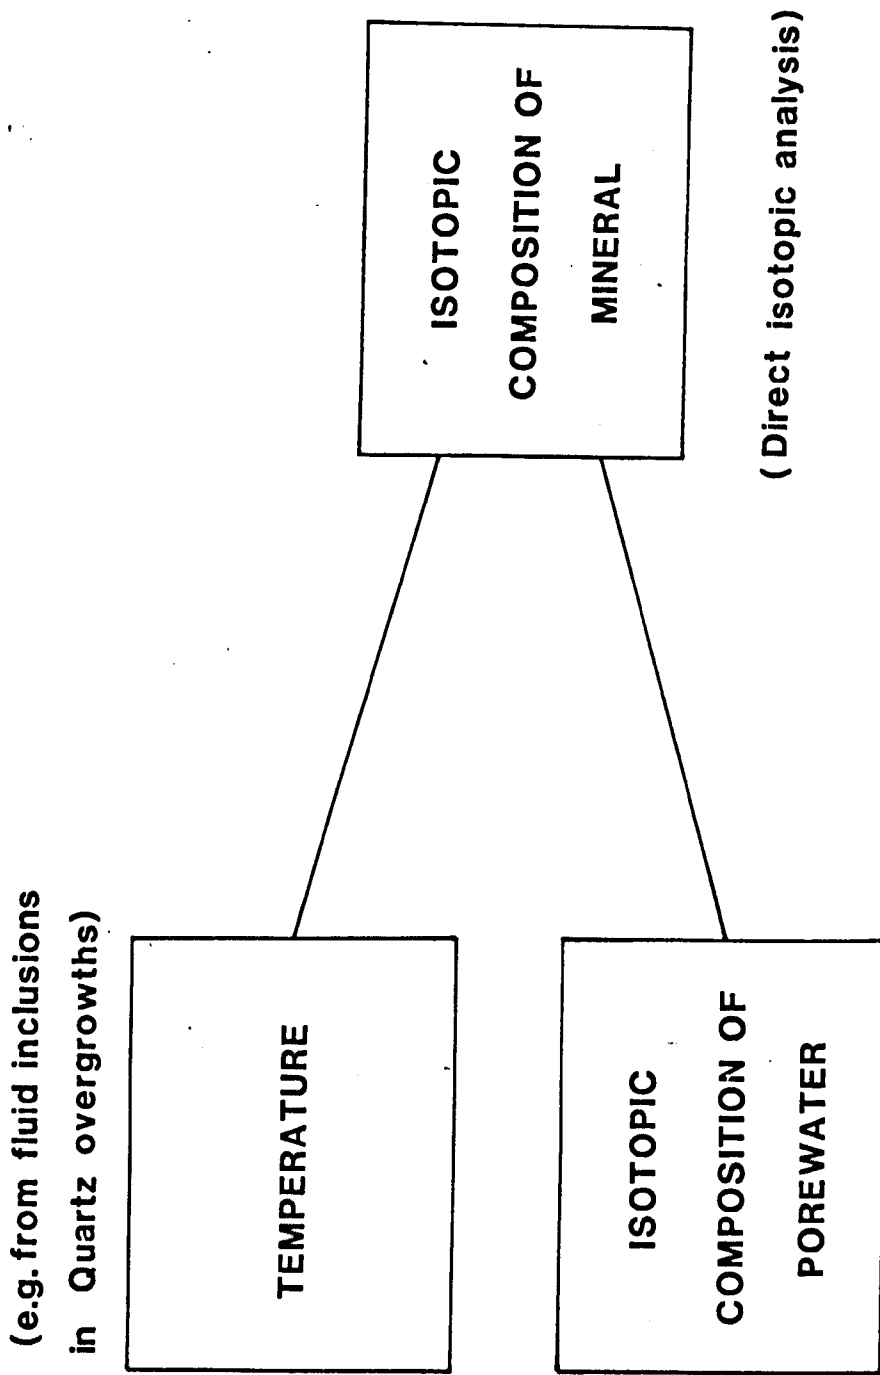 (e.g. from fluid inclusions
in Quartz overgrowths)
TEMPERATURE
ISOTOPIC
COMPOSITION OF
POREWATER
ISOTOPIC
COMPOSITION OF
MINERAL
(Direct isotopic analysis)